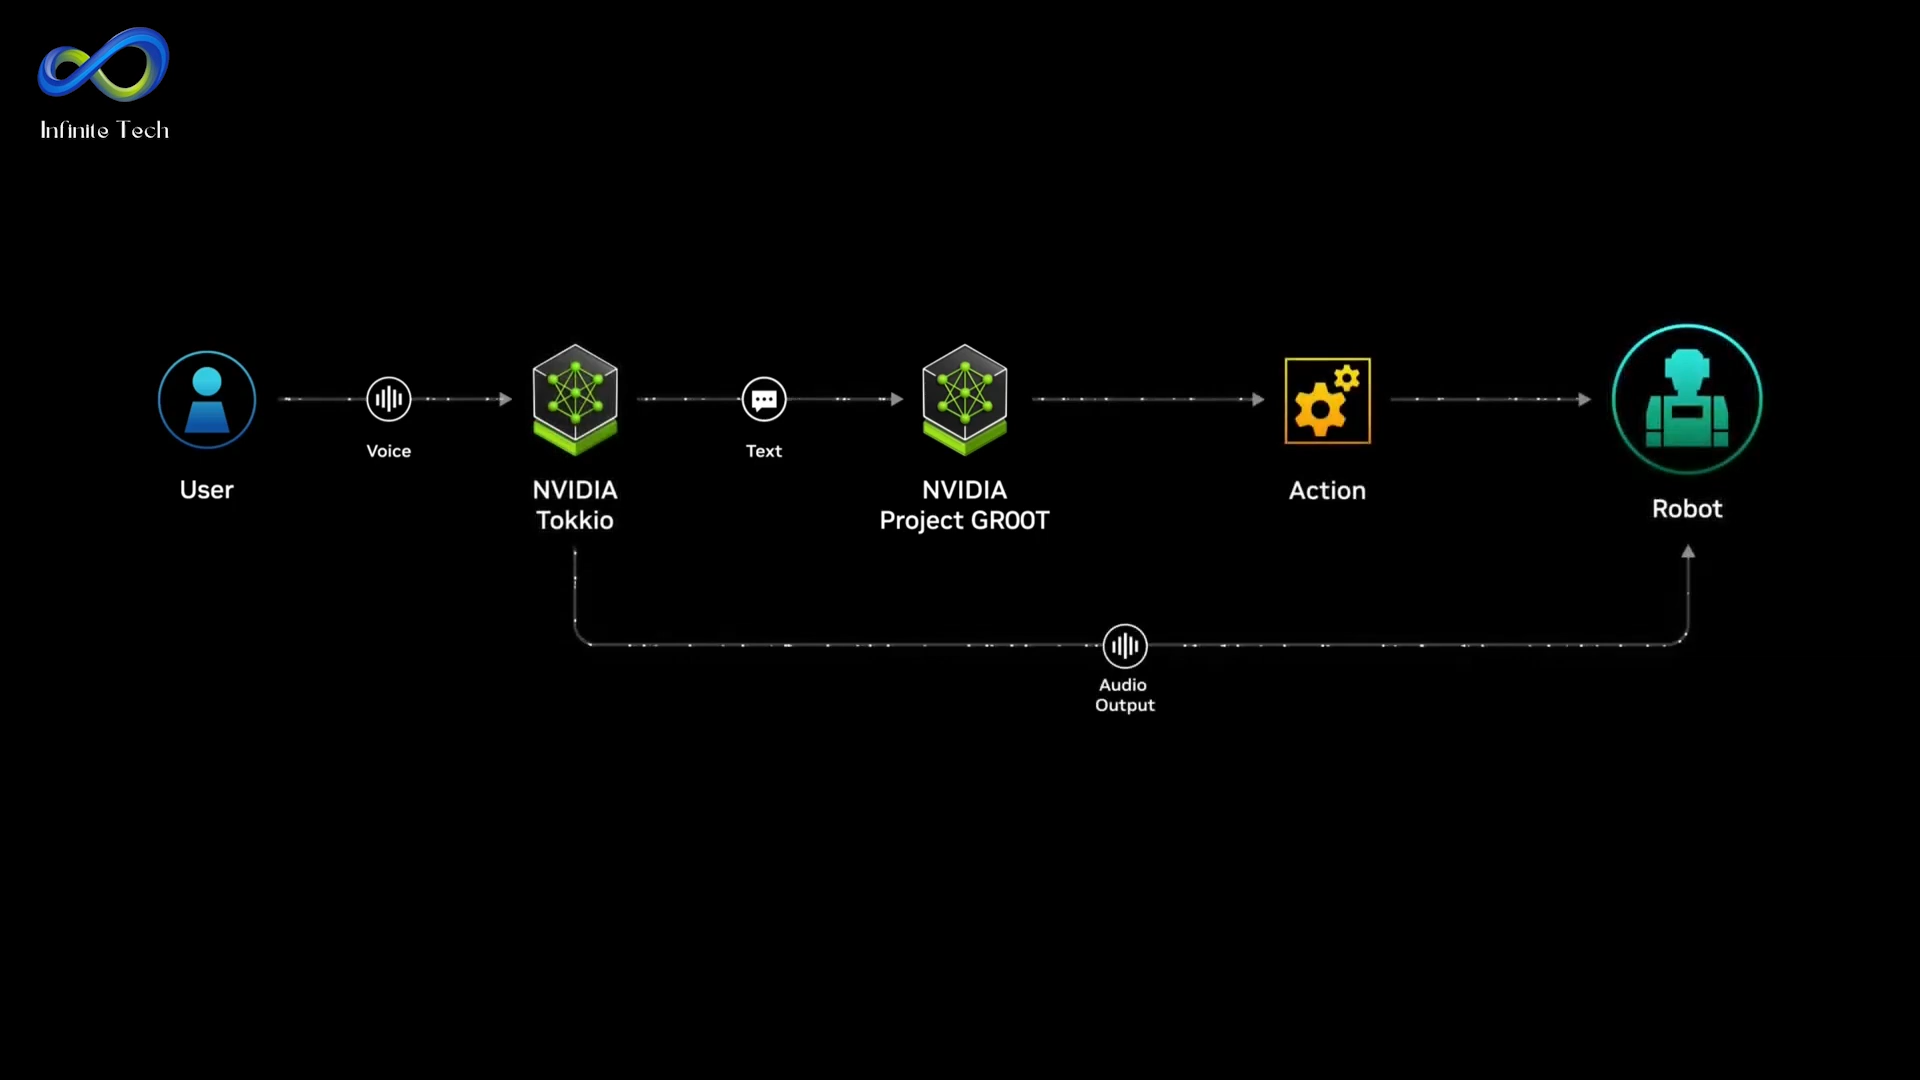 Infinite Tech
User
Voice
NVIDIA
Tokkio
Text
NVIDIA
Project GR00T
Action
Robot
Audio
Output